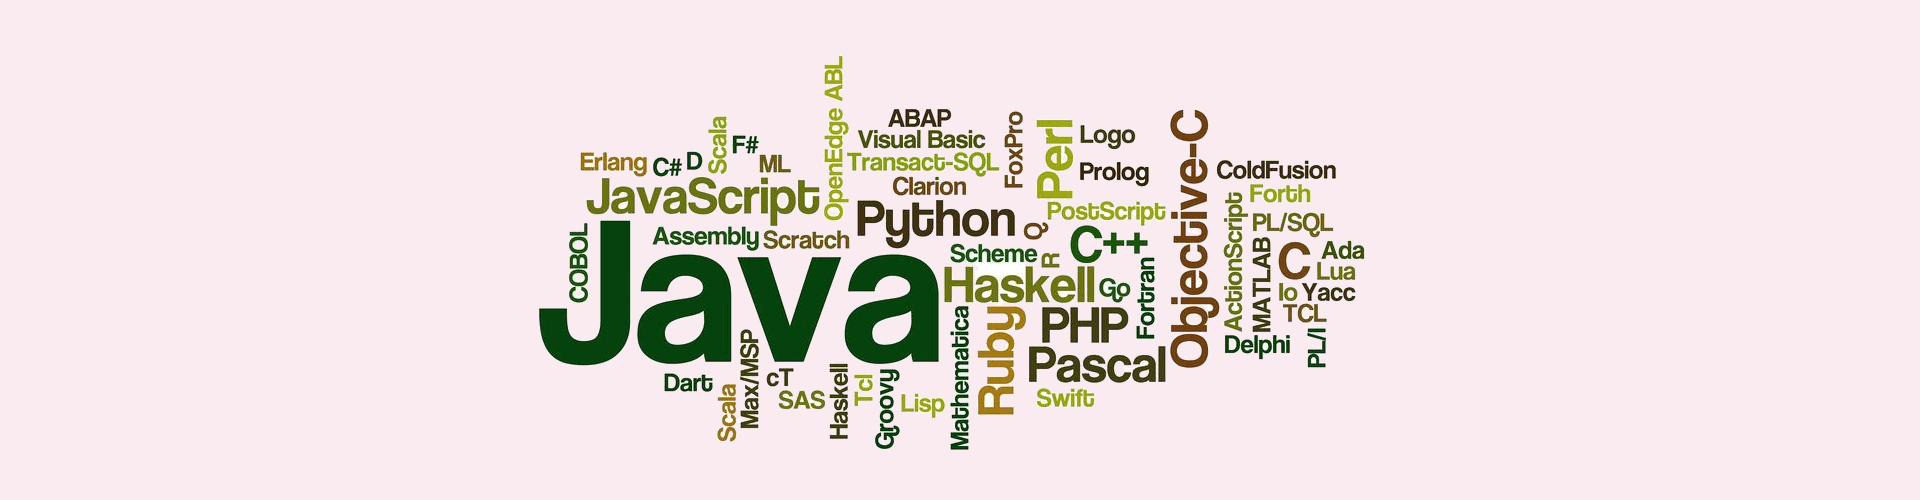 OpenEdge ABL
ABAP
Visual Basic
Transact-SQL
Clarion
FoxPro
Perl
Logo
Prolog
PostScript
Objective-C
ColdFusion
Forth
PL/SQL
ActionScript
MATLAB
C
Ada
Lua
Io
Yacc
TCL
Delphi
PL/I
Scala
F#
Erlang
C#
D
ML
JavaScript
Python
Q
COBOL
Assembly
Scratch
Scheme
R
C++
Java
Haskell
Go
Fortran
Ruby
PHP
Pascal
Swift
Mathematica
Dart
Scala
Max/MSP
cT
SAS
Haskell
Tcl
Groovy
Lisp